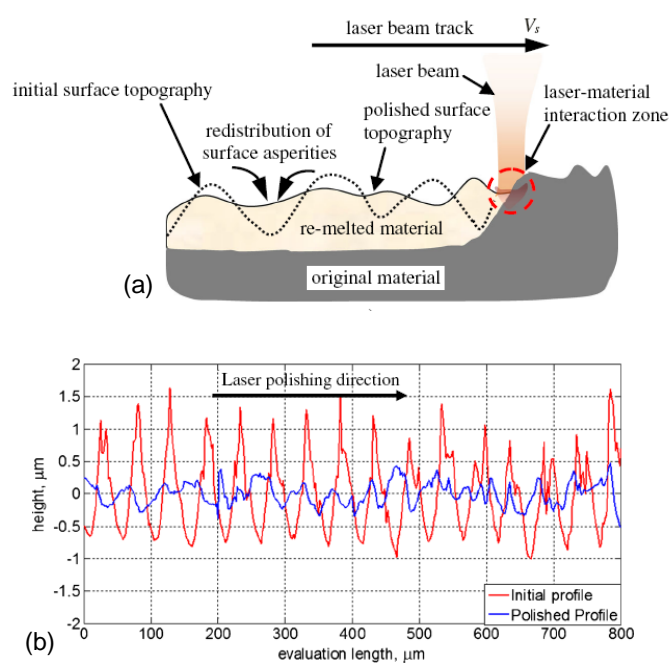 laser beam track
Vs
laser beam
initial surface topography
redistribution of
surface asperities
polished surface
topography
laser-material
interaction zone
re-melted material
original material
(a)
Laser polishing direction
2
1.5
1
0.5
0
-0.5
-1
-1.5
-2
height, µm
0 100 200 300 400 500 600 700 800
evaluation length, µm
Initial profile
Polished Profile
(b)